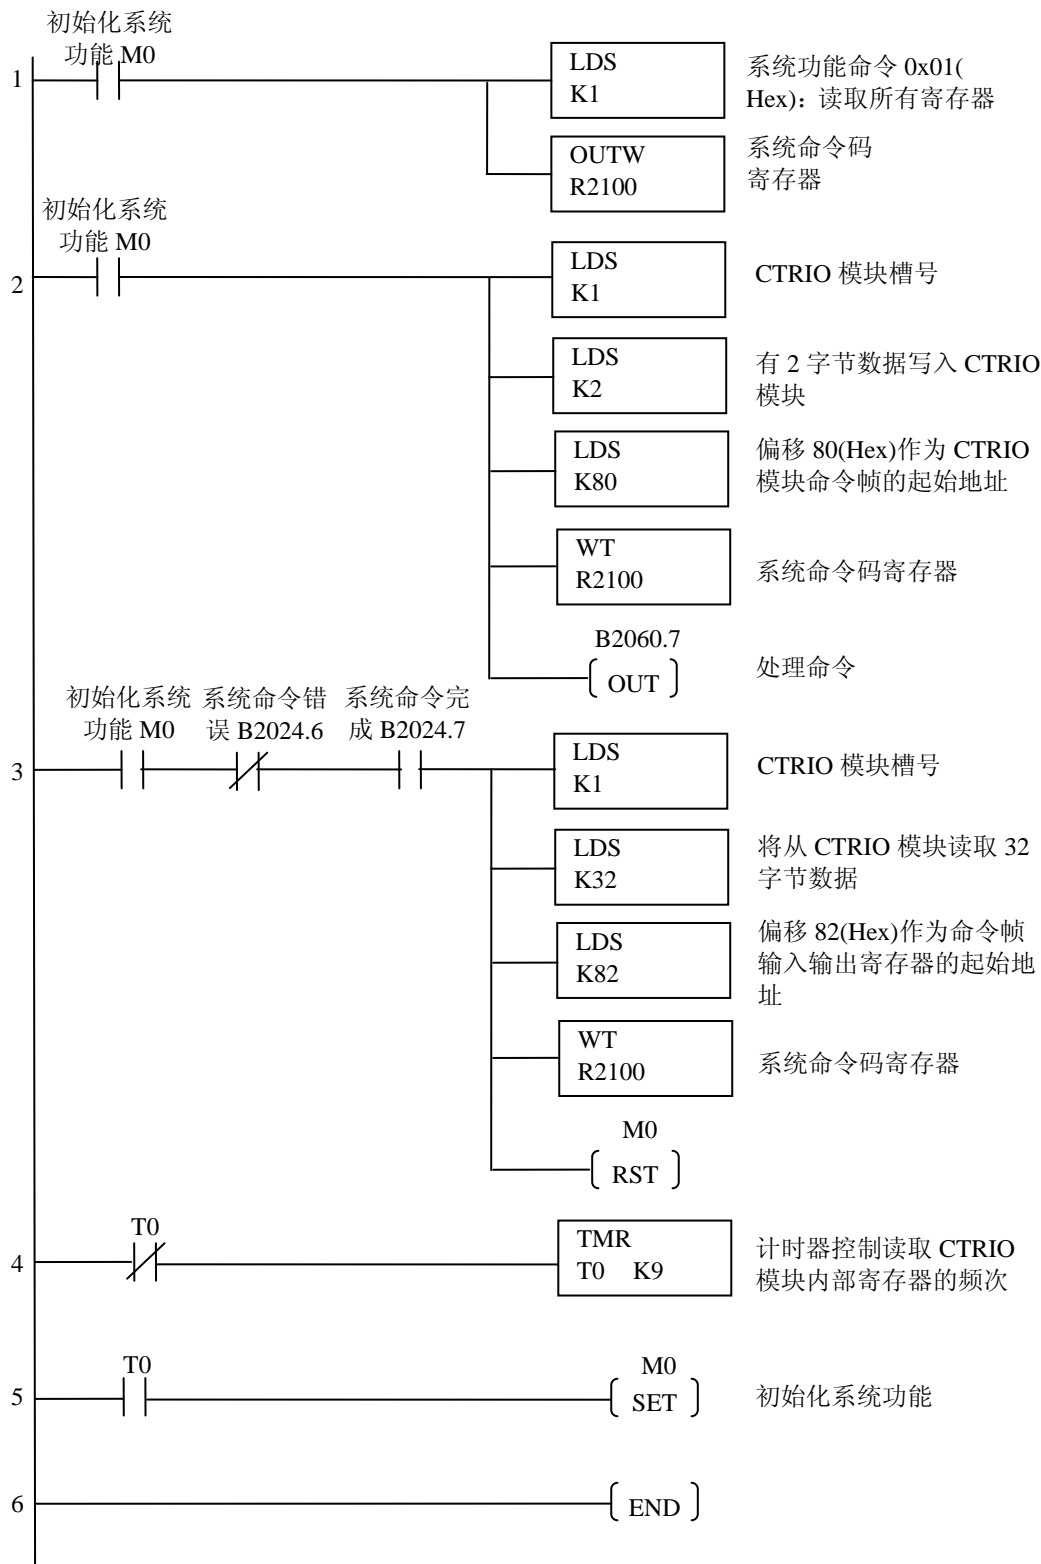 初始化系统
功能 M0
1
LDS
K1
系统功能命令 0x01(
Hex)：读取所有寄存器
OUTW
R2100
系统命令码
寄存器
初始化系统
功能 M0
2
LDS
K1
CTRIO 模块槽号
LDS
K2
有 2 字节数据写入 CTRIO
模块
LDS
K80
偏移 80(Hex)作为 CTRIO
模块命令帧的起始地址
WT
R2100
系统命令码寄存器
B2060.7
OUT
处理命令
初始化系统
功能 M0
系统命令错
误 B2024.6
系统命令完
成 B2024.7
3
LDS
K1
CTRIO 模块槽号
LDS
K32
将从 CTRIO 模块读取 32
字节数据
LDS
K82
偏移 82(Hex)作为命令帧
输入输出寄存器的起始地
址
WT
R2100
系统命令码寄存器
M0
RST
T0
4
TMR
T0 K9
计时器控制读取 CTRIO
模块内部寄存器的频次
T0
5
M0
SET
初始化系统功能
6
END